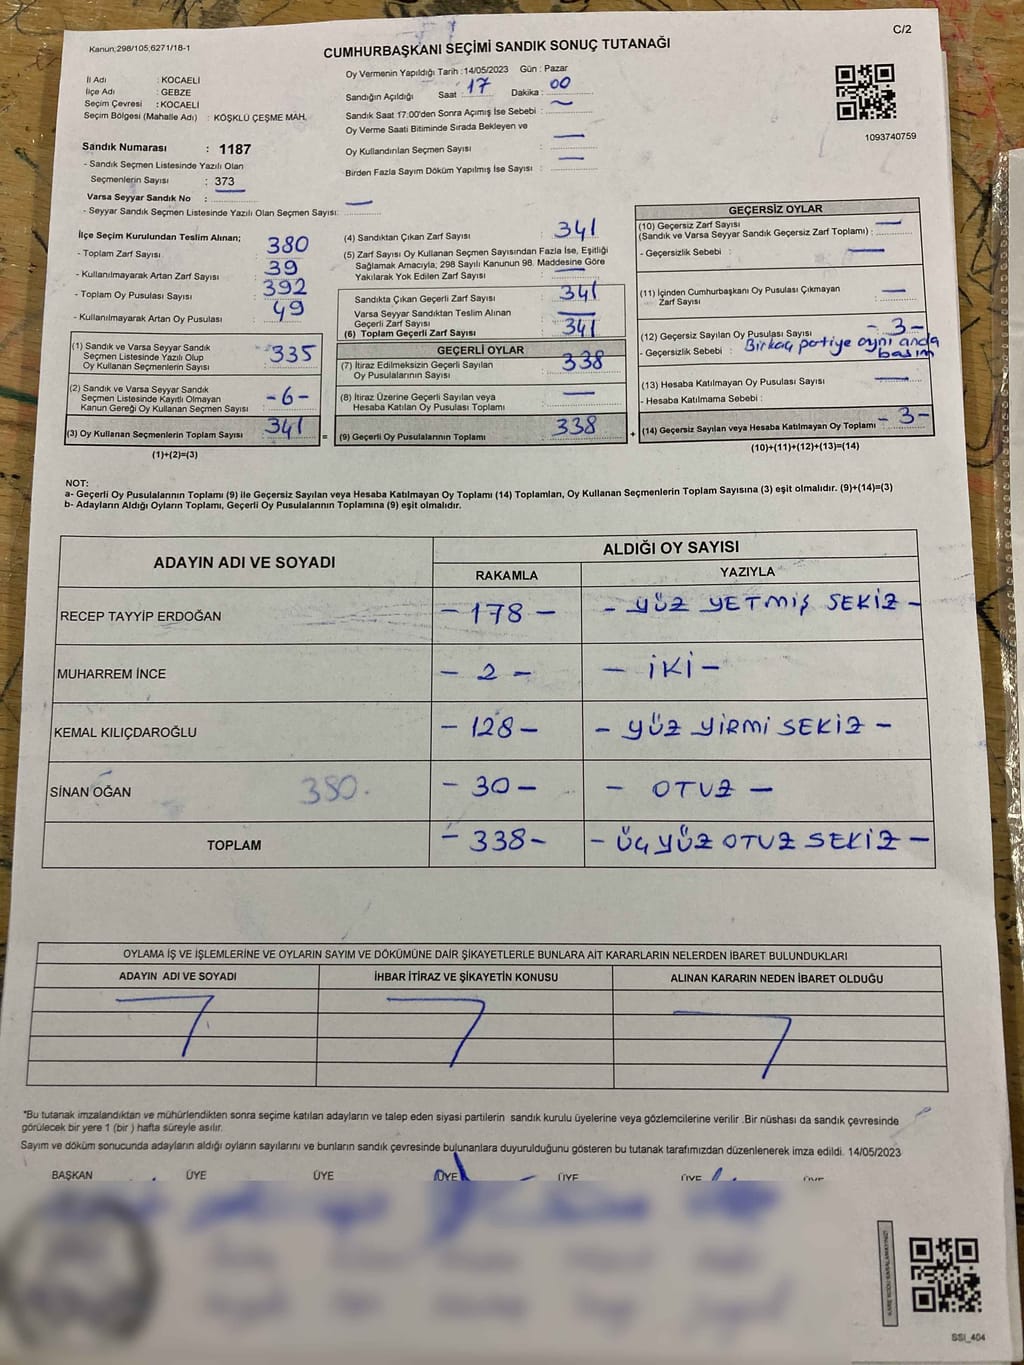 Kanun;298/105,6271/18-1
C/2
CUMHURBAŞKANI SEÇİMİ SANDIK SONUÇ TUTANAĞI
İl Adı : KOCAELİ
İlçe Adı : GEBZE
Seçim Çevresi : KOCAELİ
Seçim Bölgesi (Mahalle Adı) : KÖŞKLÜ ÇEŞME MAH.
Oy Vermenin Yapıldığı Tarih : 14/05/2023 Gün : Pazar
Sandığın Açıldığı Saat : 17 Dakika : 00
Sandık Saat 17:00'den Sonra Açımış İse Sebebi : ~
Oy Verme Saati Bitiminde Sırada Bekleyen ve
Oy Kullandırılan Seçmen Sayısı : —
Birden Fazla Sayım Döküm Yapılmış İse Sayısı : —
1093740759
Sandık Numarası : 1187
- Sandık Seçmen Listesinde Yazılı Olan
Seçmenlerin Sayısı : 373
Varsa Seyyar Sandık No : —
- Seyyar Sandık Seçmen Listesinde Yazılı Olan Seçmen Sayısı: —
İlçe Seçim Kurulundan Teslim Alınan;
- Toplam Zarf Sayısı : 380
- Kullanılmayarak Artan Zarf Sayısı : 39
- Toplam Oy Pusulası Sayısı : 392
- Kullanılmayarak Artan Oy Pusulası : 49
(1) Sandık ve Varsa Seyyar Sandık
Seçmen Listesinde Yazılı Olup
Oy Kullanan Seçmenlerin Sayısı : 335
(2) Sandık ve Varsa Seyyar Sandık
Seçmen Listesinde Kayıtlı Olmayan
Kanun Gereği Oy Kullanan Seçmen Sayısı : -6-
(3) Oy Kullanan Seçmenlerin Toplam Sayısı : 341
(1)+(2)=(3)
=
(4) Sandıktan Çıkan Zarf Sayısı : 341
(5) Zarf Sayısı Oy Kullanan Seçmen Sayısından Fazla İse, Eşitliği
Sağlamak Amacıyla, 298 Sayılı Kanunun 98. Maddesine Göre
Yakılarak Yok Edilen Zarf Sayısı : —
Sandıkta Çıkan Geçerli Zarf Sayısı : 341
Varsa Seyyar Sandıktan Teslim Alınan
Geçerli Zarf Sayısı : —
(6) Toplam Geçerli Zarf Sayısı : 341
GEÇERLİ OYLAR
(7) İtiraz Edilmeksizin Geçerli Sayılan
Oy Pusulalarının Sayısı : 338
(8) İtiraz Üzerine Geçerli Sayılan veya
Hesaba Katılan Oy Pusulası Toplamı : —
(9) Geçerli Oy Pusulalarının Toplamı : 338
+
GEÇERSİZ OYLAR
(10) Geçersiz Zarf Sayısı
(Sandık ve Varsa Seyyar Sandık Geçersiz Zarf Toplamı) : —
- Geçersizlik Sebebi : —
(11) İçinden Cumhurbaşkanı Oy Pusulası Çıkmayan
Zarf Sayısı : —
(12) Geçersiz Sayılan Oy Pusulası Sayısı : -3-
- Geçersizlik Sebebi : Birkaç partiye aynı anda
basım
(13) Hesaba Katılmayan Oy Pusulası Sayısı : —
- Hesaba Katılmama Sebebi :
(14) Geçersiz Sayılan veya Hesaba Katılmayan Oy Toplamı : -3-
(10)+(11)+(12)+(13)=(14)
NOT:
a- Geçerli Oy Pusulalarının Toplamı (9) ile Geçersiz Sayılan veya Hesaba Katılmayan Oy Toplamı (14) Toplamları, Oy Kullanan Seçmenlerin Toplam Sayısına (3) eşit olmalıdır. (9)+(14)=(3)
b- Adayların Aldığı Oyların Toplamı, Geçerli Oy Pusulalarının Toplamına (9) eşit olmalıdır.
ADAYIN ADI VE SOYADI
ALDIĞI OY SAYISI
RAKAMLA YAZIYLA
RECEP TAYYİP ERDOĞAN - 178 - - YÜZ YETMİŞ SEKİZ -
MUHARREM İNCE - 2 - - İKİ -
KEMAL KILIÇDAROĞLU - 128 - - YÜZ YİRMİ SEKİZ -
SİNAN OĞAN 380. - 30 - - OTUZ -
TOPLAM - 338 - - ÜÇ YÜZ OTUZ SEKİZ -
OYLAMA İŞ VE İŞLEMLERİNE VE OYLARIN SAYIM VE DÖKÜMÜNE DAİR ŞİKAYETLERLE BUNLARA AİT KARARLARIN NELERDEN İBARET BULUNDUKLARI
ADAYIN ADI VE SOYADI İHBAR İTİRAZ VE ŞİKAYETİN KONUSU ALINAN KARARIN NEDEN İBARET OLDUĞU
*Bu tutanak imzalandıktan ve mühürlendikten sonra seçime katılan adayların ve talep eden siyasi partilerin sandık kurulu üyelerine veya gözlemcilerine verilir .Bir nüshası da sandık çevresinde
görülecek bir yere 1 (bir ) hafta süreyle asılır.
Sayım ve döküm sonucunda adayların aldığı oyların sayılarını ve bunların sandık çevresinde bulunanlara duyurulduğunu gösteren bu tutanak tarafımızdan düzenlenerek imza edildi. 14/05/2023
BAŞKAN ÜYE ÜYE ÜYE ÜYE ÜYE ÜYE
SSİ_404